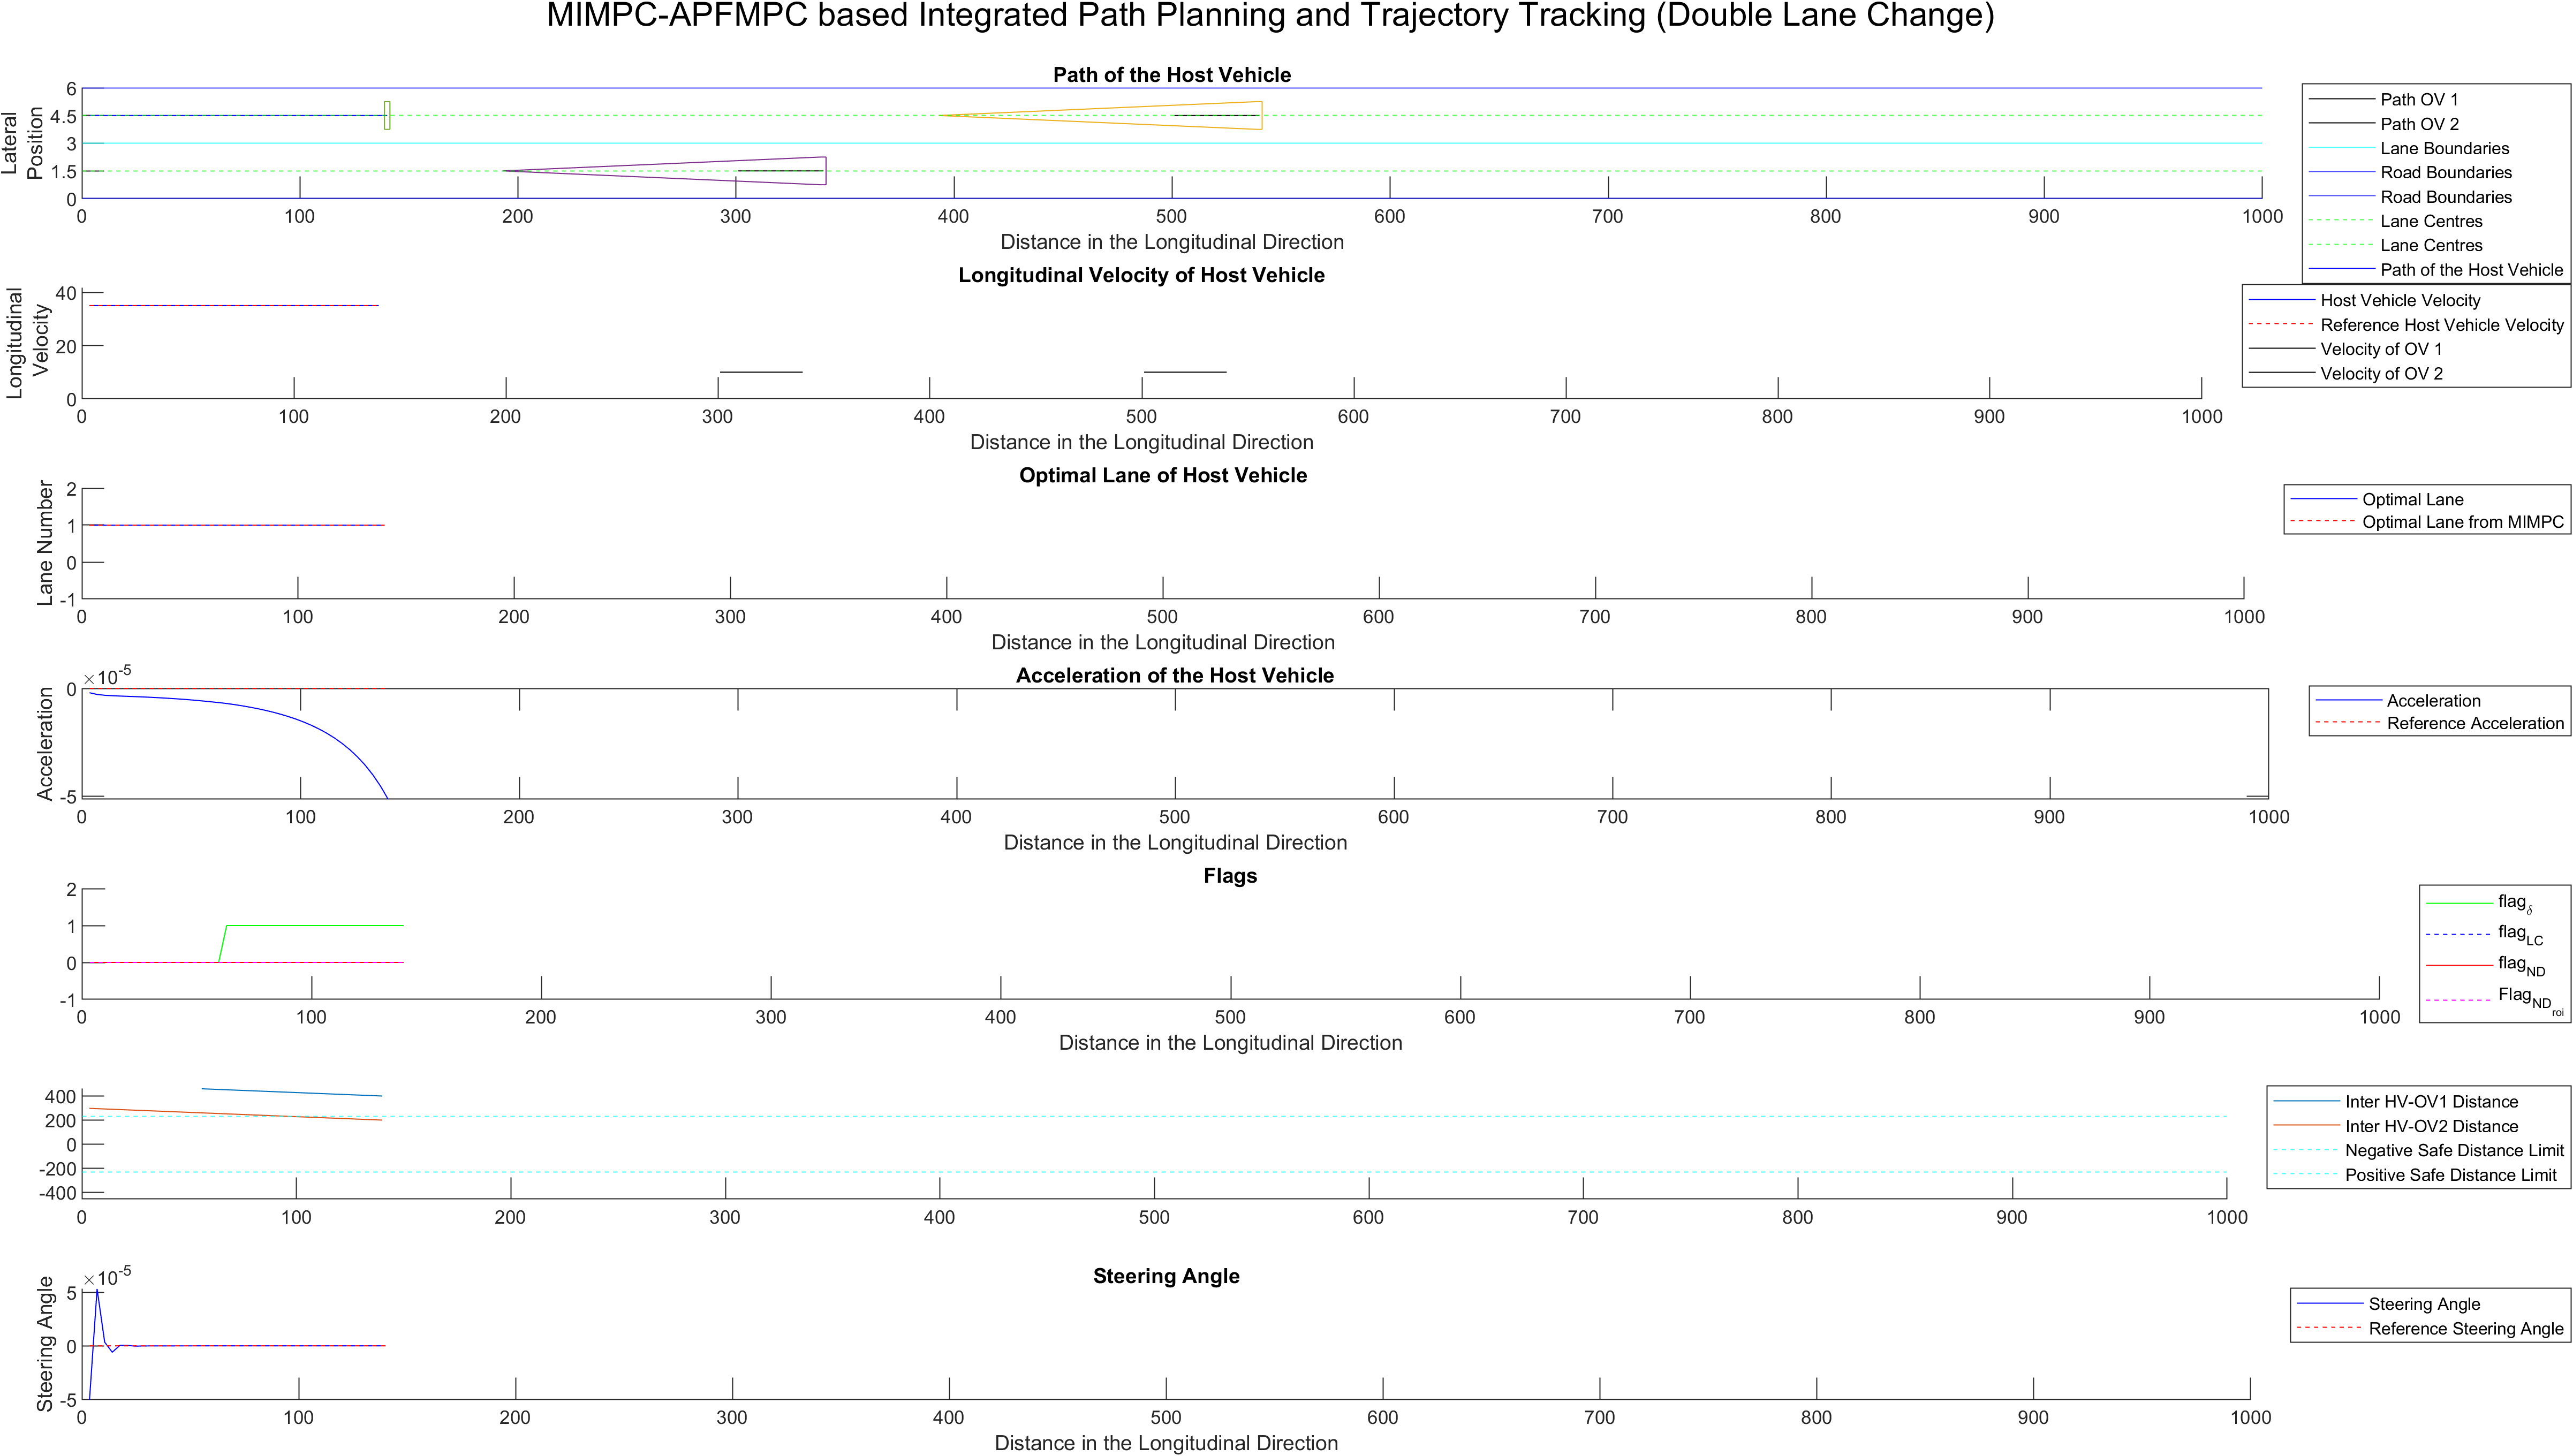 MIMPC-APFMPC based Integrated Path Planning and Trajectory Tracking (Double Lane Change)
Path of the Host Vehicle
Lateral
Position
6
4.5
3
1.5
0
0 100 200 300 400 500 600 700 800 900 1000
Distance in the Longitudinal Direction
Path OV 1
Path OV 2
Lane Boundaries
Road Boundaries
Road Boundaries
Lane Centres
Lane Centres
Path of the Host Vehicle
Longitudinal Velocity of Host Vehicle
Longitudinal
Velocity
40
20
0
0 100 200 300 400 500 600 700 800 900 1000
Distance in the Longitudinal Direction
Host Vehicle Velocity
Reference Host Vehicle Velocity
Velocity of OV 1
Velocity of OV 2
Optimal Lane of Host Vehicle
Lane Number
2
1
0
-1
0 100 200 300 400 500 600 700 800 900 1000
Distance in the Longitudinal Direction
Optimal Lane
Optimal Lane from MIMPC
Acceleration of the Host Vehicle
×10-5
Acceleration
0
-5
0 100 200 300 400 500 600 700 800 900 1000
Distance in the Longitudinal Direction
Acceleration
Reference Acceleration
Flags
2
1
0
-1
0 100 200 300 400 500 600 700 800 900 1000
Distance in the Longitudinal Direction
flagδ
flagLC
flagND
FlagNDroi
400
200
0
-200
-400
0 100 200 300 400 500 600 700 800 900 1000
Inter HV-OV1 Distance
Inter HV-OV2 Distance
Negative Safe Distance Limit
Positive Safe Distance Limit
Steering Angle
×10-5
Steering Angle
5
0
-5
0 100 200 300 400 500 600 700 800 900 1000
Distance in the Longitudinal Direction
Steering Angle
Reference Steering Angle